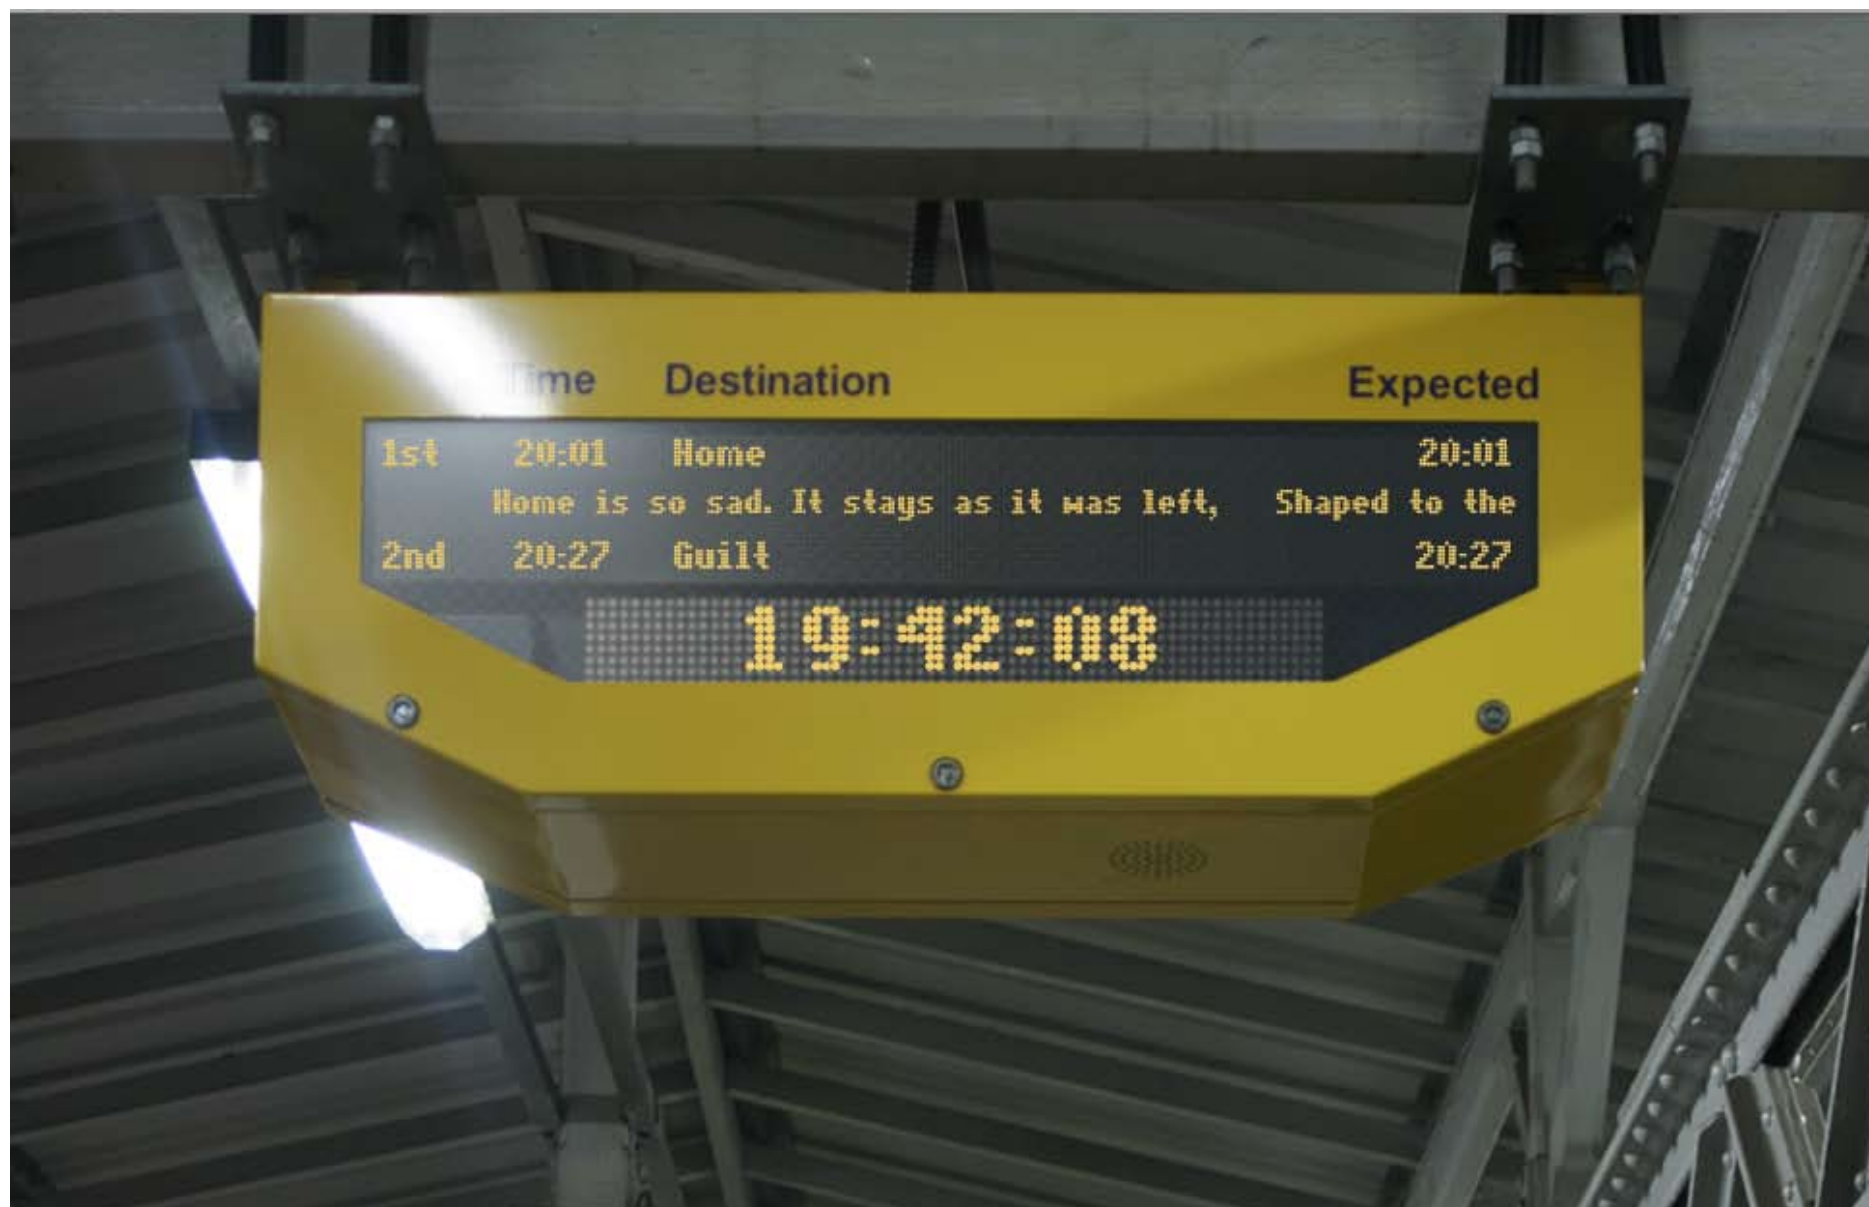 Time Destination Expected
1st 20:01 Home 20:01
Home is so sad. It stays as it was left, Shaped to the
2nd 20:27 Guilt 20:27
19:42:08